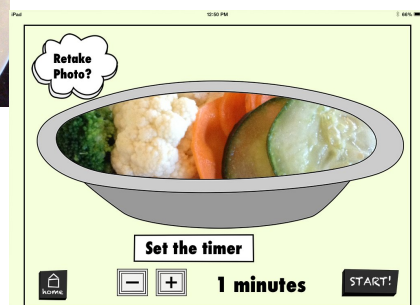 iPad
12:50 PM
66%
Retake
Photo?
Set the timer
home
− + 1 minutes
START!